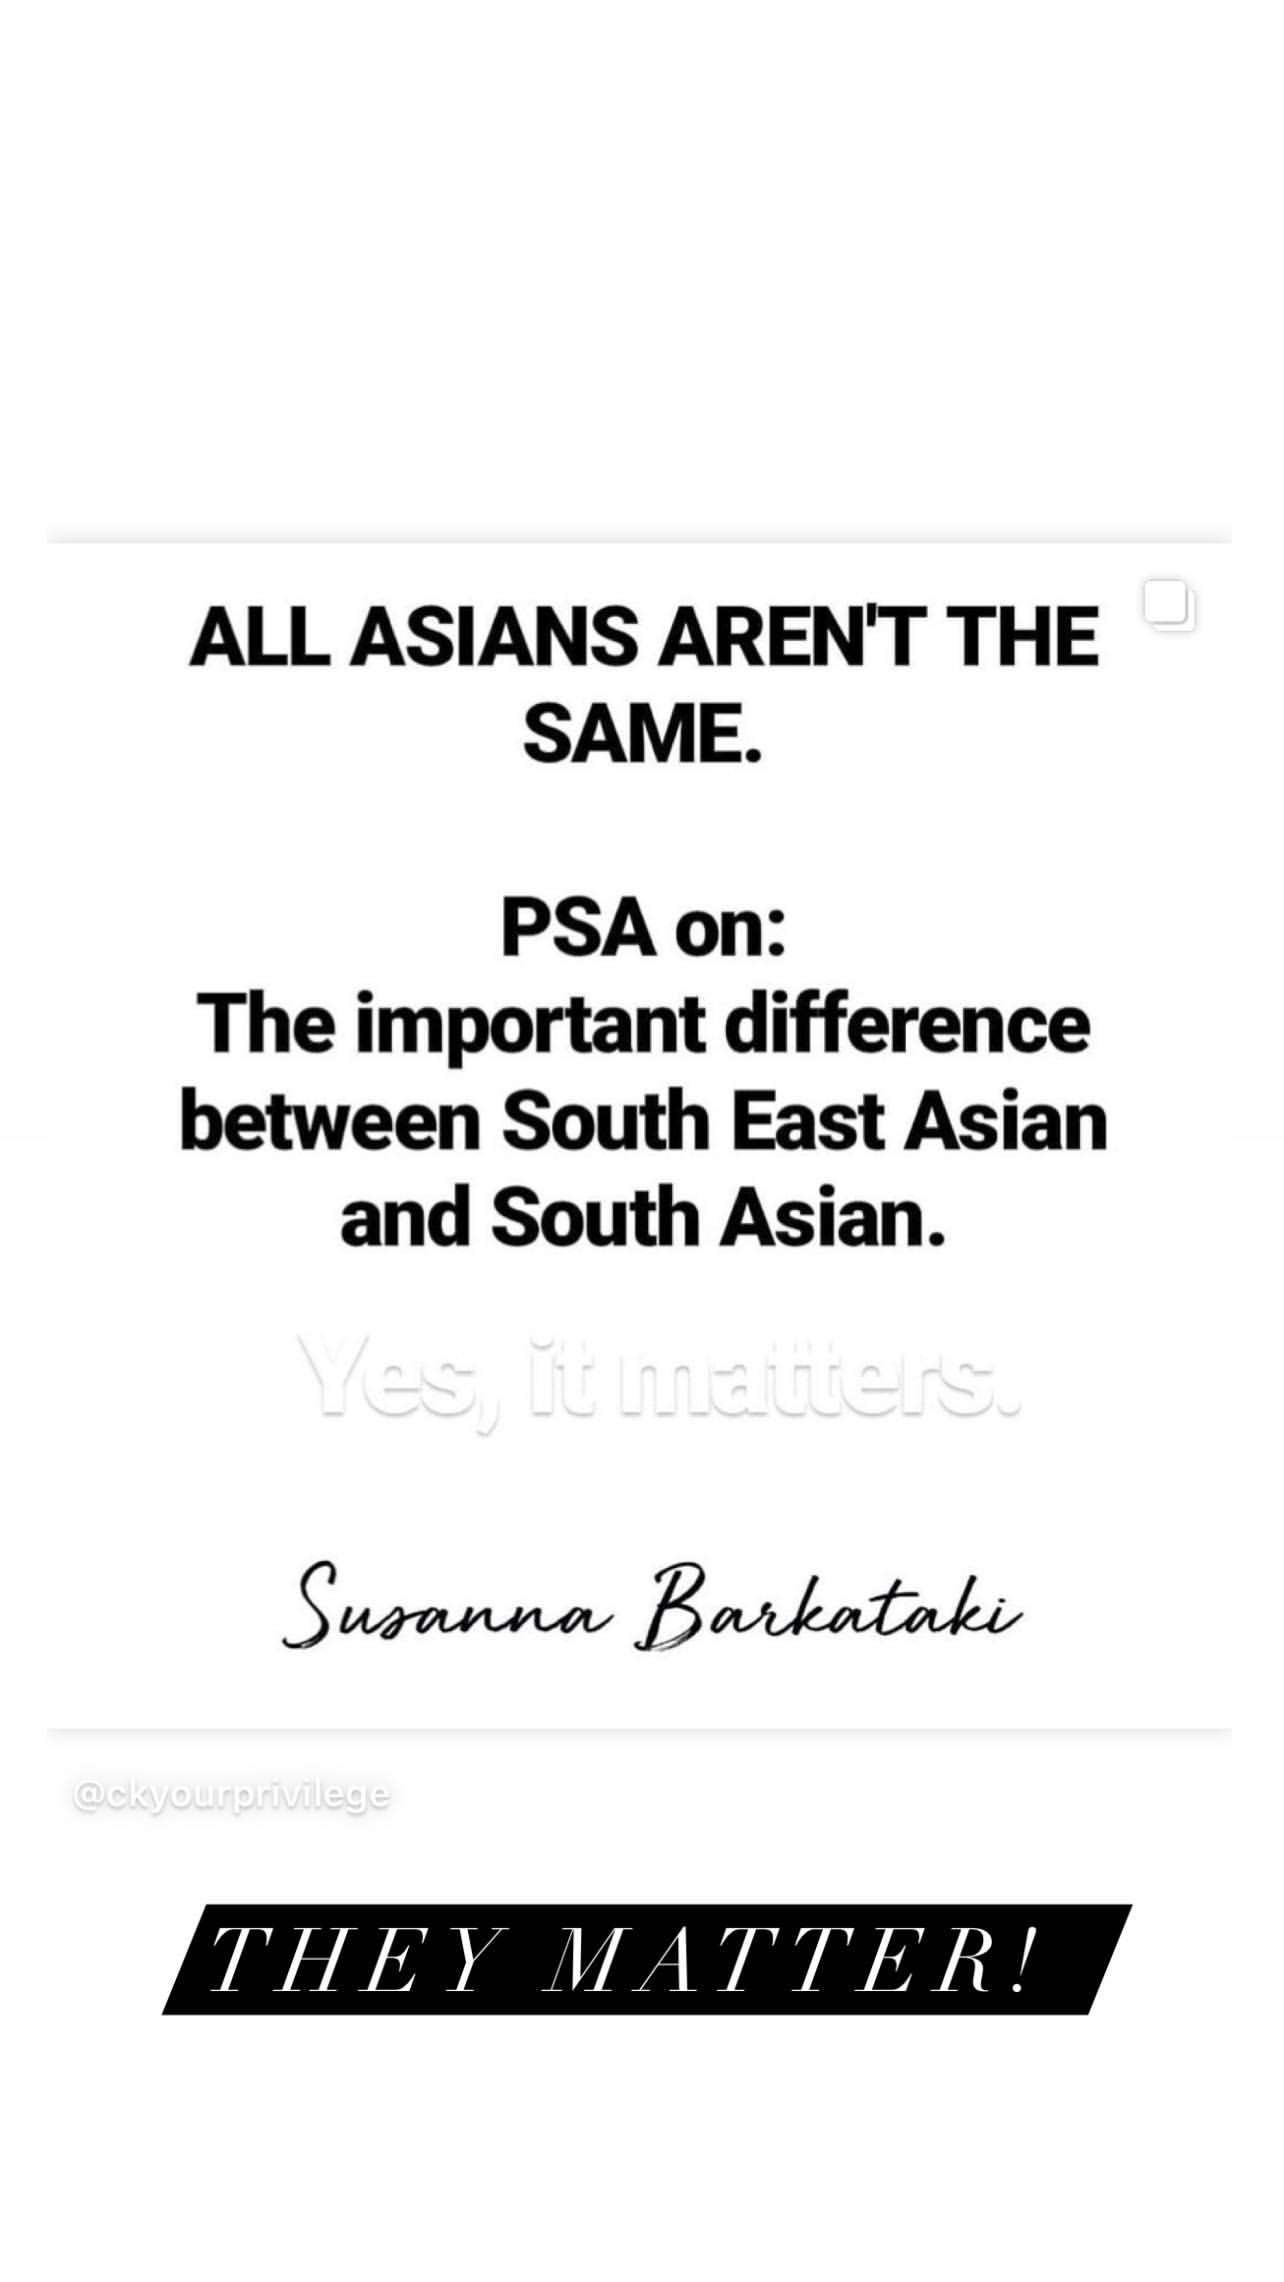 ALL ASIANS AREN'T THE
SAME.
PSA on:
The important difference
between South East Asian
and South Asian.
Yes, it matters.
Susanna Barkataki
@ckyourprivilege
THEY MATTER!